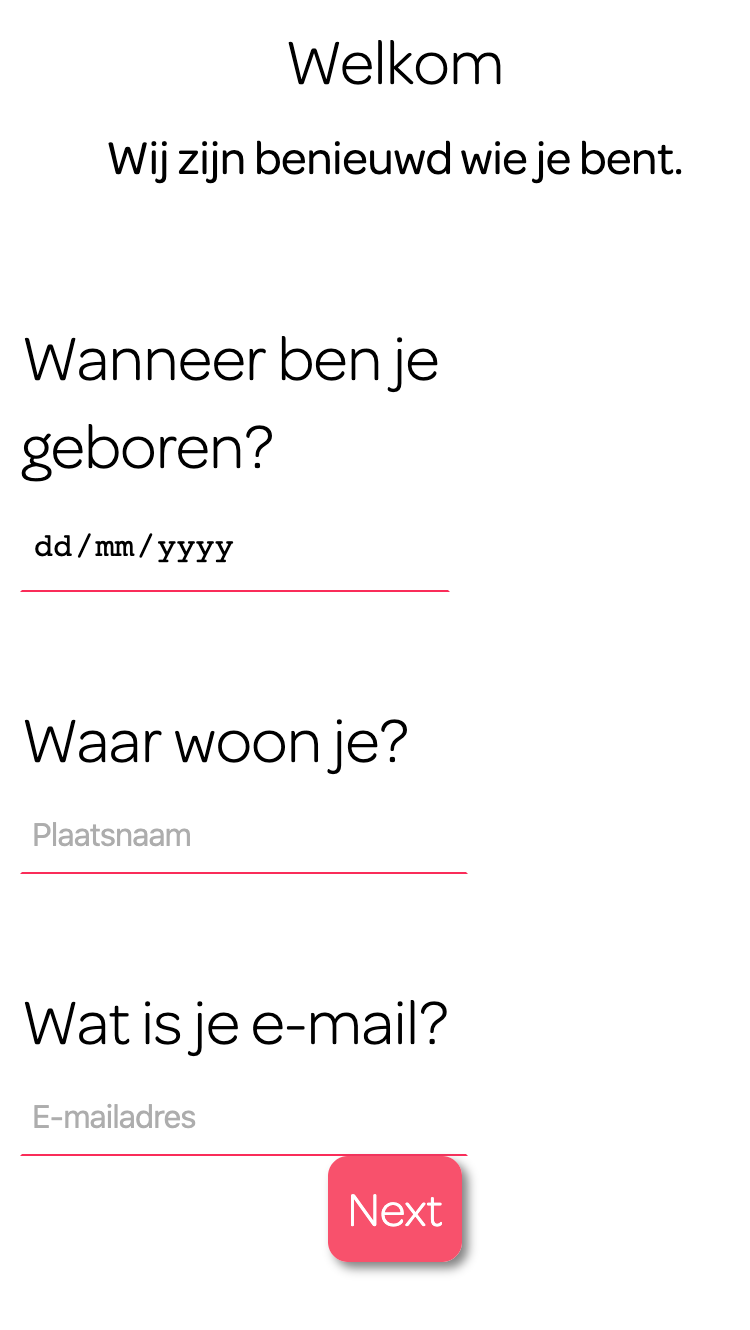 Welkom
Wij zijn benieuwd wie je bent.
Wanneer ben je
geboren?
dd/mm/yyyy
Waar woon je?
Plaatsnaam
Wat is je e-mail?
E-mailadres
Next